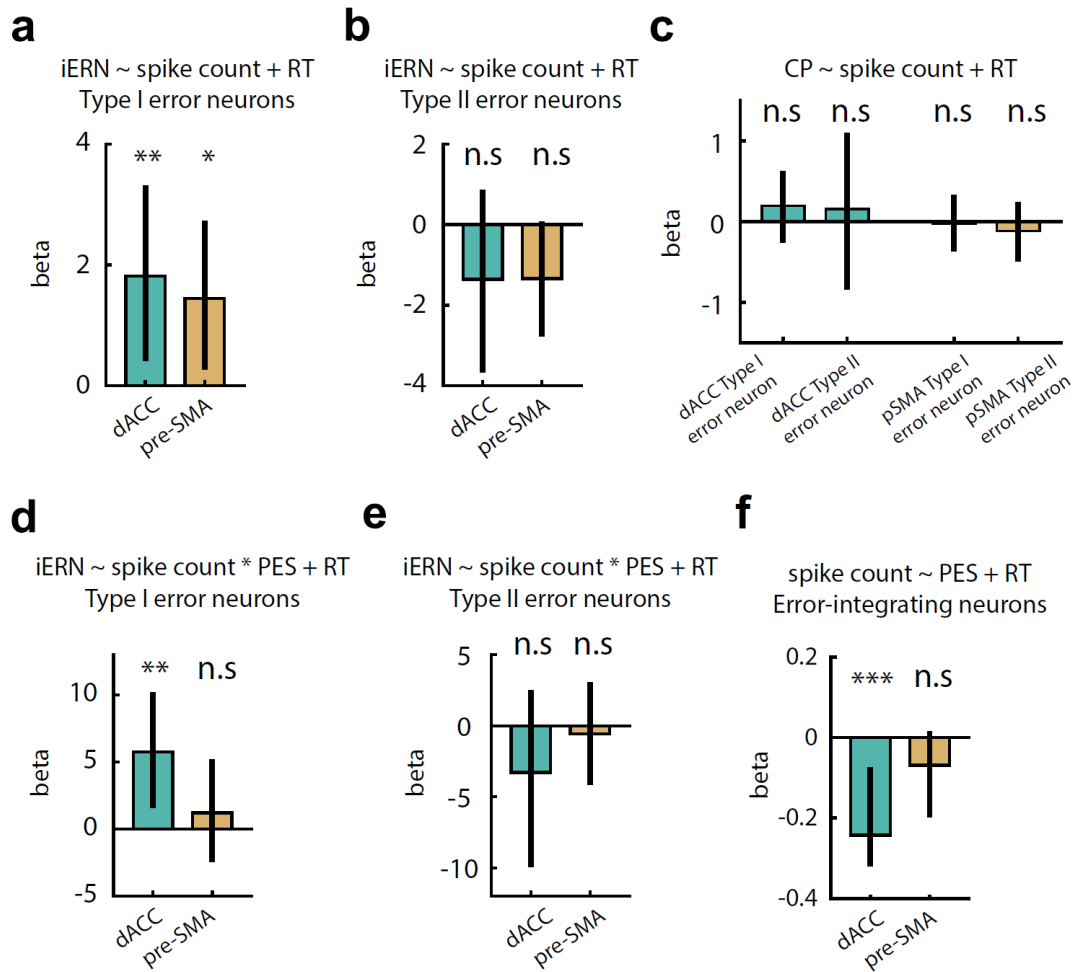 a
iERN ~ spike count + RT
Type I error neurons
beta
4
2
0
**
*
dACC
pre-SMA
b
iERN ~ spike count + RT
Type II error neurons
beta
2
0
-2
-4
n.s
n.s
dACC
pre-SMA
c
CP ~ spike count + RT
beta
1
0
-1
n.s
n.s
n.s
n.s
dACC Type I
error neuron
dACC Type II
error neuron
pSMA Type I
error neuron
pSMA Type II
error neuron
d
iERN ~ spike count * PES + RT
Type I error neurons
beta
10
5
0
-5
**
n.s
dACC
pre-SMA
e
iERN ~ spike count * PES + RT
Type II error neurons
beta
5
0
-5
-10
n.s
n.s
dACC
pre-SMA
f
spike count ~ PES + RT
Error-integrating neurons
beta
0.2
0
-0.2
-0.4
***
n.s
dACC
pre-SMA